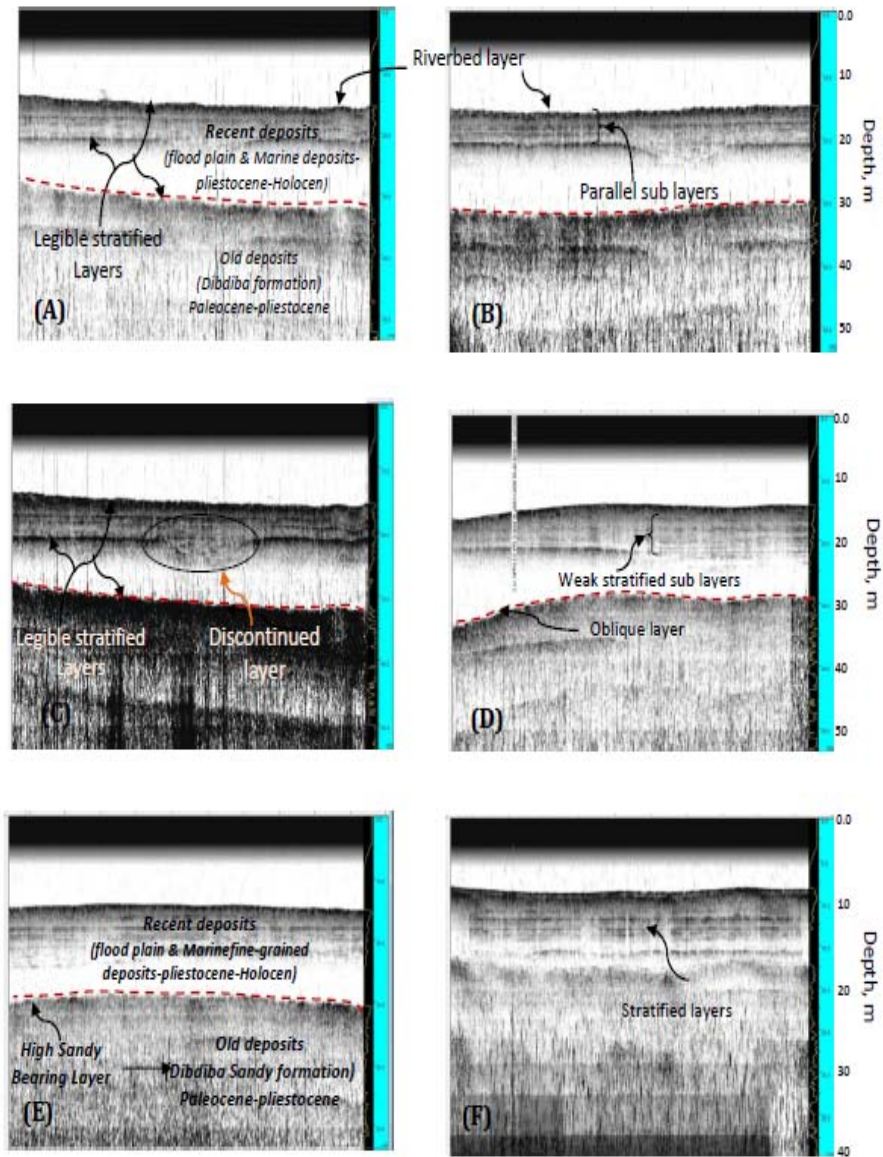 Riverbed layer
Recent deposits
(flood plain & Marine deposits-
pliestocene-Holocen)
Legible stratified
Layers
Old deposits
(Dibdiba formation)
Paleocene-pliestocene
(A)
Parallel sub layers
(B)
0.0
10
20
30
40
50
Depth, m
Legible stratified
Layers
Discontinued
layer
(C)
Weak stratified sub layers
Oblique layer
(D)
0.0
10
20
30
40
50
Depth, m
Recent deposits
(flood plain & Marinefine-grained
deposits-pliestocene-Holocen)
High Sandy
Bearing Layer
Old deposits
(Dibdiba Sandy formation)
Paleocene-pliestocene
(E)
Stratified layers
(F)
0.0
10
20
30
40
Depth, m